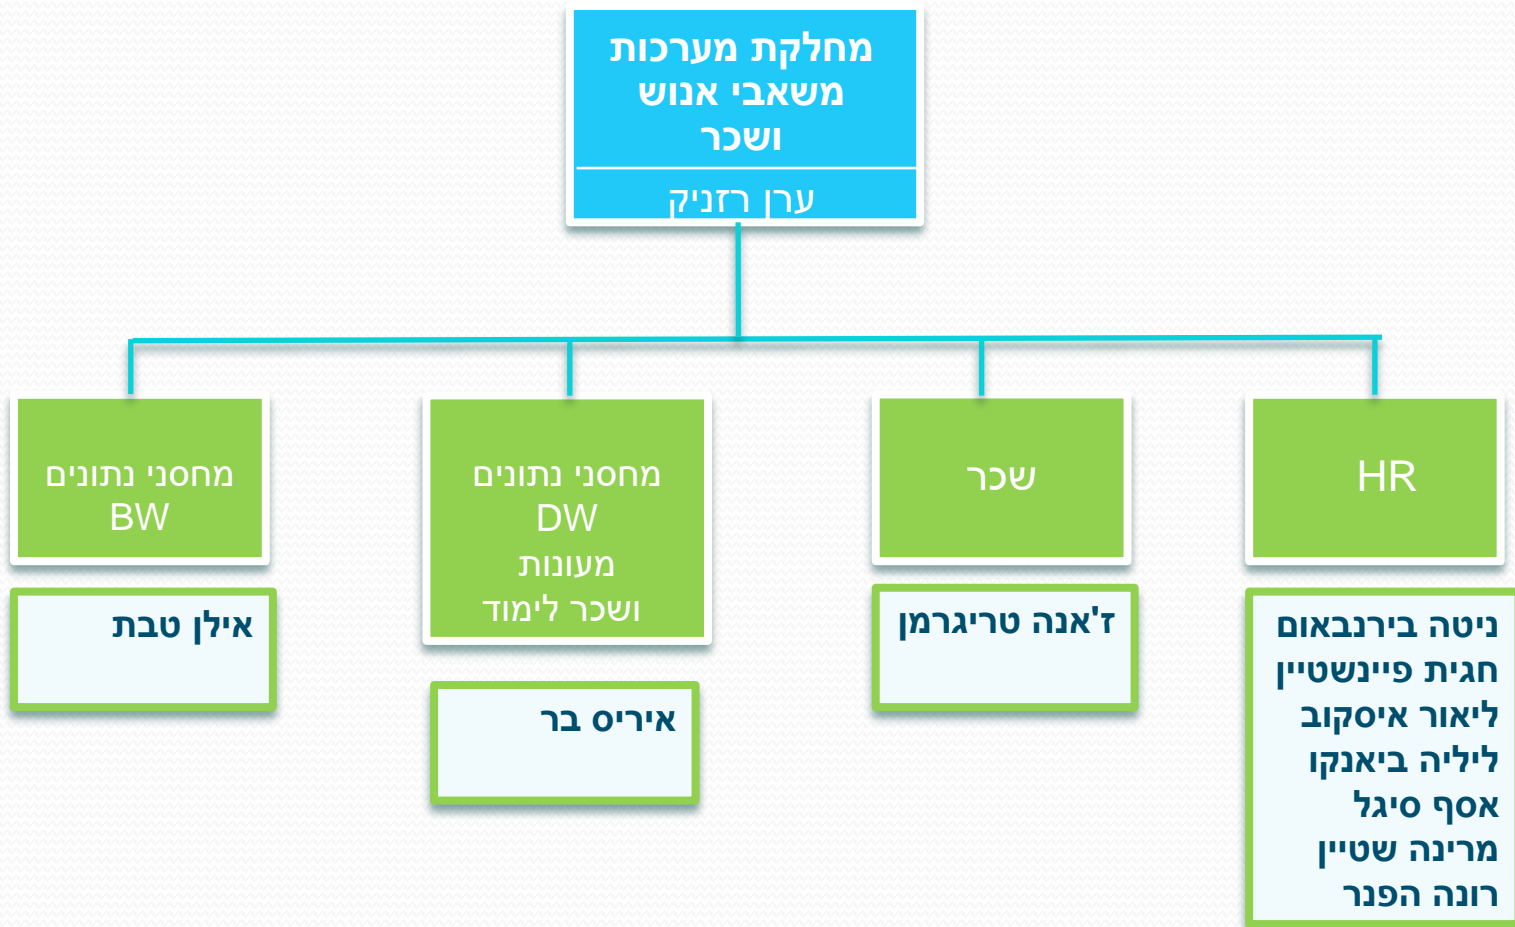 מחלקת מערכות
משאבי אנוש
ושכר
ערן רזניק
HR
ניטה בירנבאום
חגית פיינשטיין
ליאור איסקוב
ליליה ביאנקו
אסף סיגל
מרינה שטיין
רונה הפנר
שכר
ז'אנה טריגרמן
מחסני נתונים
DW
מעונות
ושכר לימוד
איריס בר
מחסני נתונים
BW
אילן טבת